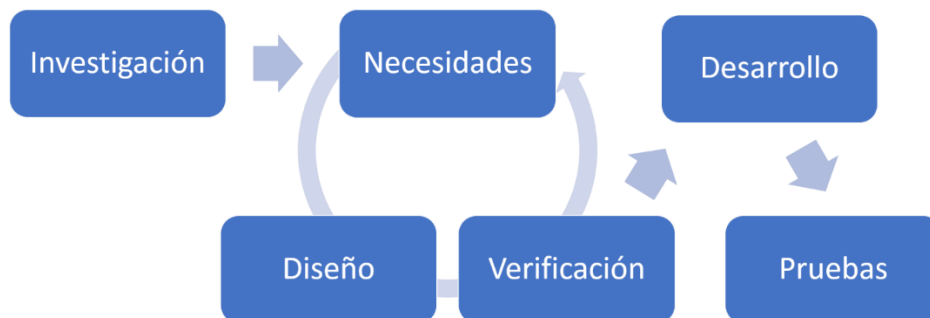 Investigación
Necesidades
Desarrollo
Diseño
Verificación
Pruebas